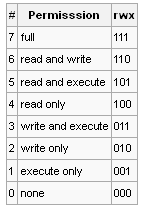 # Permisssion rwx
7 full 111
6 read and write 110
5 read and execute 101
4 read only 100
3 write and execute 011
2 write only 010
1 execute only 001
0 none 000